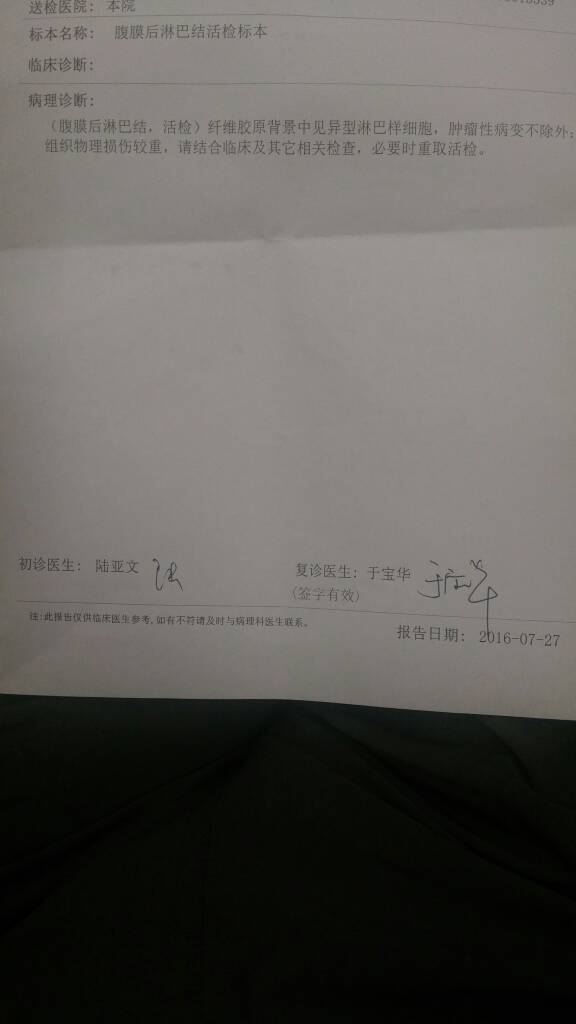 送检医院: 本院
标本名称: 腹膜后淋巴结活检标本
临床诊断:
病理诊断:
（腹膜后淋巴结，活检）纤维胶原背景中见异型淋巴样细胞，肿瘤性病变不除外；
组织物理损伤较重，请结合临床及其它相关检查，必要时重取活检。
初诊医生: 陆亚文
复诊医生: 于宝华 于宝华
(签字有效)
注:此报告仅供临床医生参考,如有不符请及时与病理科医生联系。
报告日期: 2016-07-27